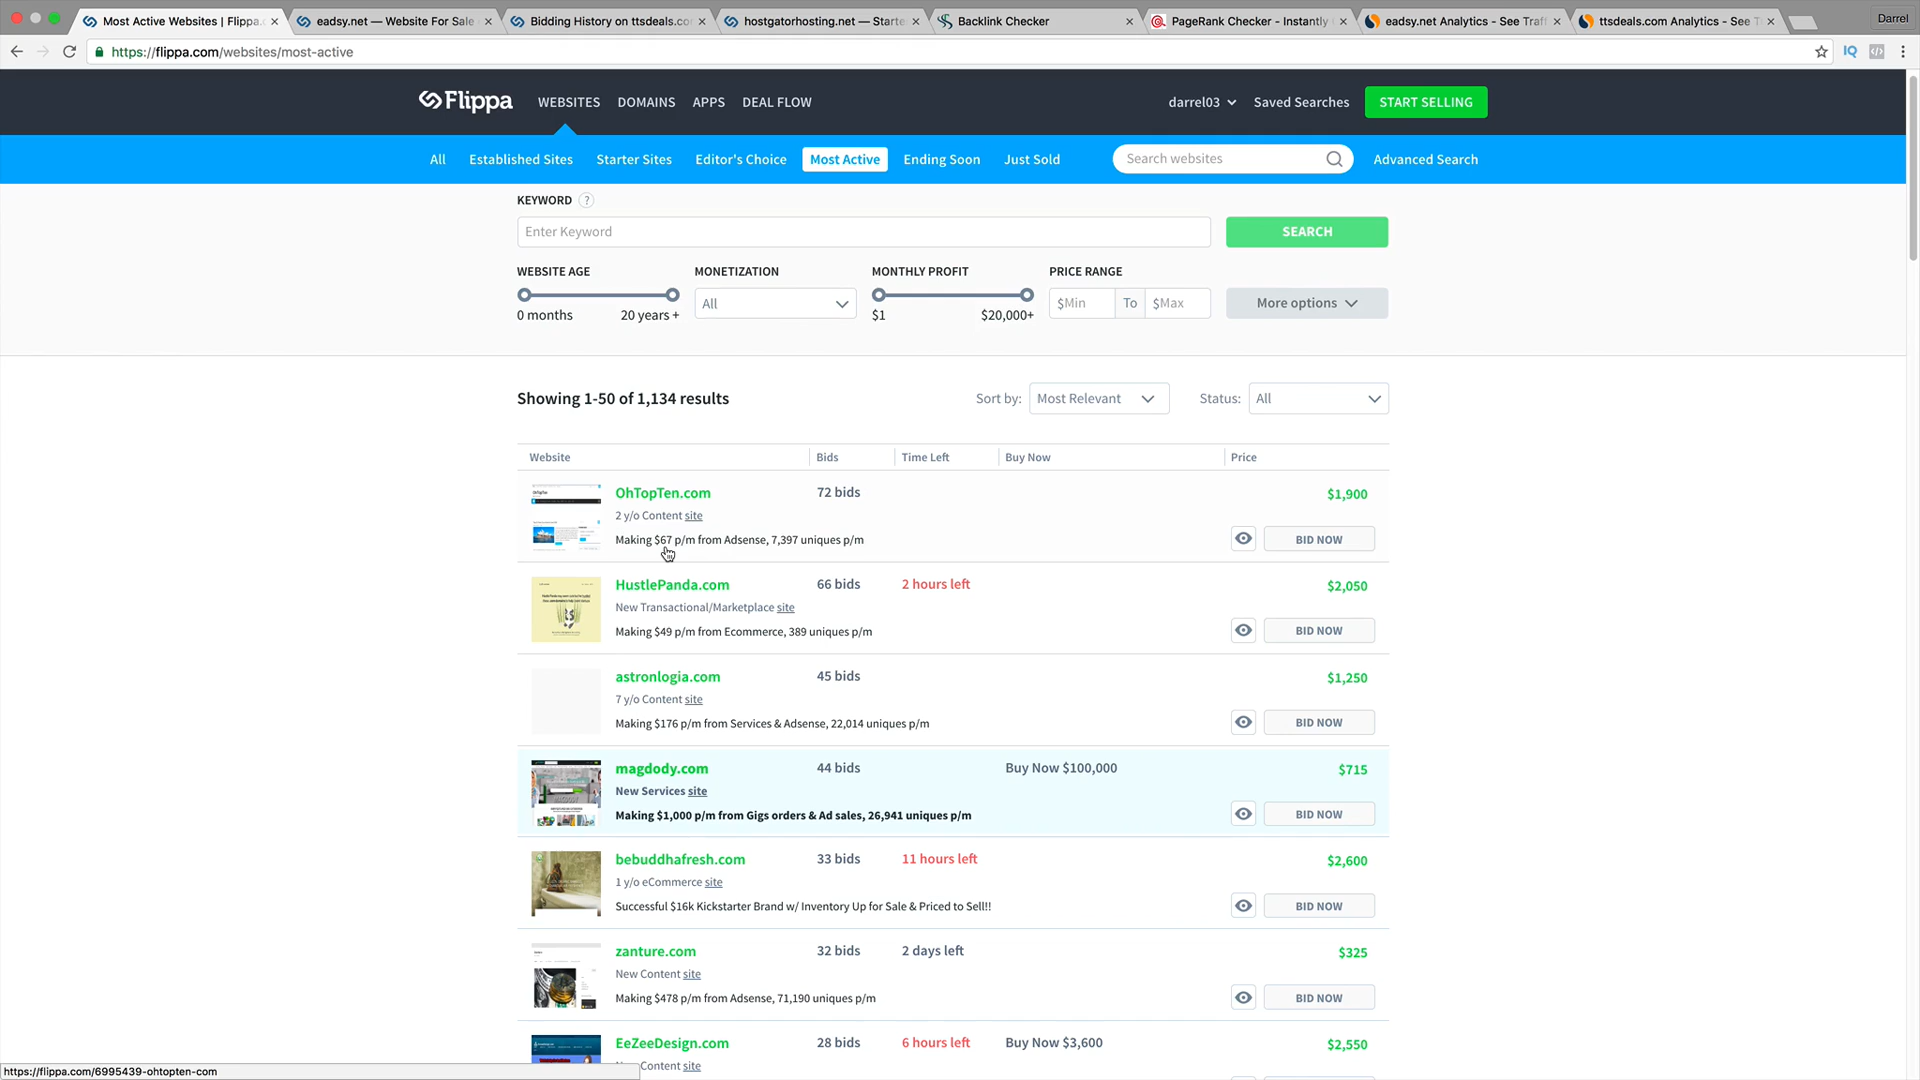 Most Active Websites | Flippa.c
eadsy.net — Website For Sale
Bidding History on ttsdeals.co
hostgatorhosting.net — Starte
Backlink Checker
PageRank Checker - Instantly
eadsy.net Analytics - See Traf
ttsdeals.com Analytics - See T
Darrel
https://flippa.com/websites/most-active
IQ
Flippa
WEBSITES
DOMAINS
APPS
DEAL FLOW
darrel03
Saved Searches
START SELLING
All
Established Sites
Starter Sites
Editor's Choice
Most Active
Ending Soon
Just Sold
Search websites
Advanced Search
KEYWORD ?
Enter Keyword
SEARCH
WEBSITE AGE
MONETIZATION
MONTHLY PROFIT
PRICE RANGE
All
$Min
To
$Max
More options
0 months
20 years +
$1
$20,000+
Showing 1-50 of 1,134 results
Sort by:
Most Relevant
Status:
All
Website
Bids
Time Left
Buy Now
Price
OhTopTen.com
72 bids
$1,900
2 y/o Content site
Making $67 p/m from Adsense, 7,397 uniques p/m
BID NOW
HustlePanda.com
66 bids
2 hours left
$2,050
New Transactional/Marketplace site
Making $49 p/m from Ecommerce, 389 uniques p/m
BID NOW
astronlogia.com
45 bids
$1,250
7 y/o Content site
Making $176 p/m from Services & Adsense, 22,014 uniques p/m
BID NOW
magdody.com
44 bids
Buy Now $100,000
$715
New Services site
Making $1,000 p/m from Gigs orders & Ad sales, 26,941 uniques p/m
BID NOW
bebuddhafresh.com
33 bids
11 hours left
$2,600
1 y/o eCommerce site
Successful $16k Kickstarter Brand w/ Inventory Up for Sale & Priced to Sell!!
BID NOW
zanture.com
32 bids
2 days left
$325
New Content site
Making $478 p/m from Adsense, 71,190 uniques p/m
BID NOW
EeZeeDesign.com
28 bids
6 hours left
Buy Now $3,600
$2,550
Content site
https://flippa.com/6995439-ohtopten-com